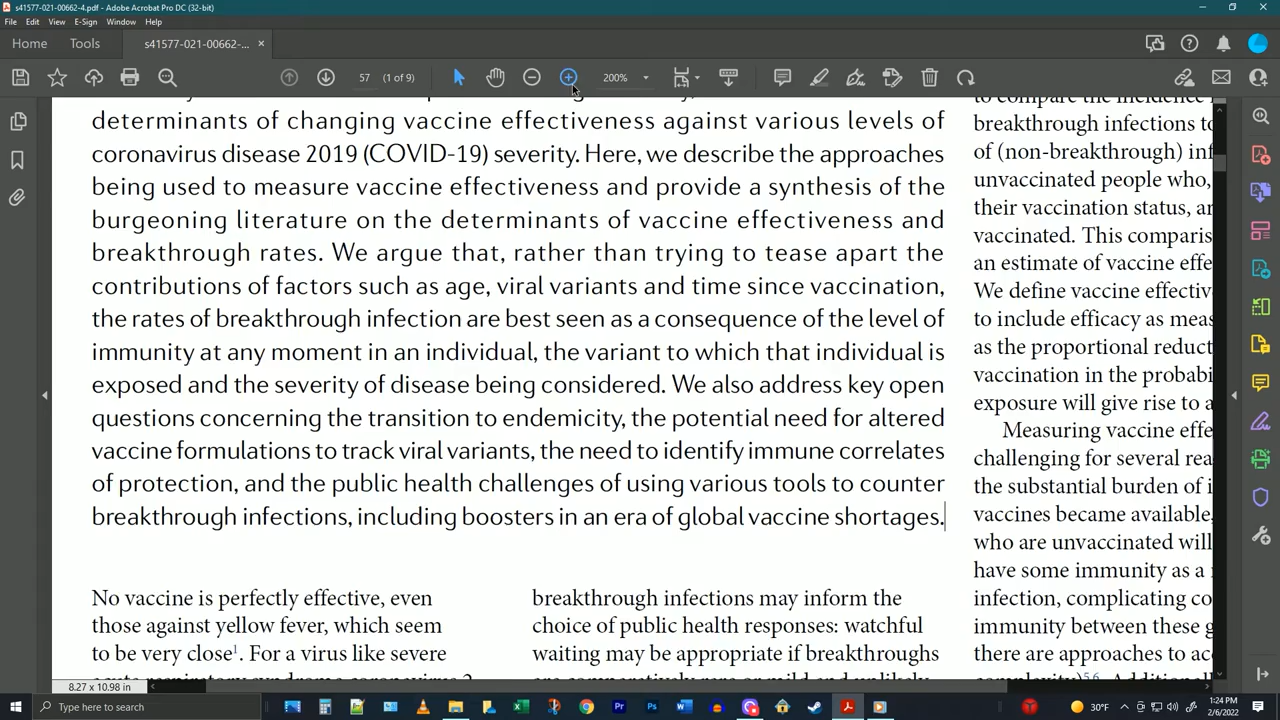 s41577-021-00662-4.pdf - Adobe Acrobat Pro DC (32-bit)
File Edit View E-Sign Window Help
Home Tools s41577-021-00662-... ×
57 (1 of 9) 200%
determinants of changing vaccine effectiveness against various levels of
coronavirus disease 2019 (COVID-19) severity. Here, we describe the approaches
being used to measure vaccine effectiveness and provide a synthesis of the
burgeoning literature on the determinants of vaccine effectiveness and
breakthrough rates. We argue that, rather than trying to tease apart the
contributions of factors such as age, viral variants and time since vaccination,
the rates of breakthrough infection are best seen as a consequence of the level of
immunity at any moment in an individual, the variant to which that individual is
exposed and the severity of disease being considered. We also address key open
questions concerning the transition to endemicity, the potential need for altered
vaccine formulations to track viral variants, the need to identify immune correlates
of protection, and the public health challenges of using various tools to counter
breakthrough infections, including boosters in an era of global vaccine shortages.
No vaccine is perfectly effective, even
those against yellow fever, which seem
to be very close1. For a virus like severe
breakthrough infections may inform the
choice of public health responses: watchful
waiting may be appropriate if breakthroughs
to compare the incidence
breakthrough infections to
of (non-breakthrough) inf
unvaccinated people who,
their vaccination status, ar
vaccinated. This comparis
an estimate of vaccine effe
We define vaccine effectiv
to include efficacy as meas
as the proportional reduct
vaccination in the probabi
exposure will give rise to a
Measuring vaccine effe
challenging for several rea
the substantial burden of i
vaccines became available,
who are unvaccinated will
have some immunity as a
infection, complicating co
immunity between these g
there are approaches to ac
8.27 x 10.98 in
Type here to search
30°F
1:24 PM
2/6/2022